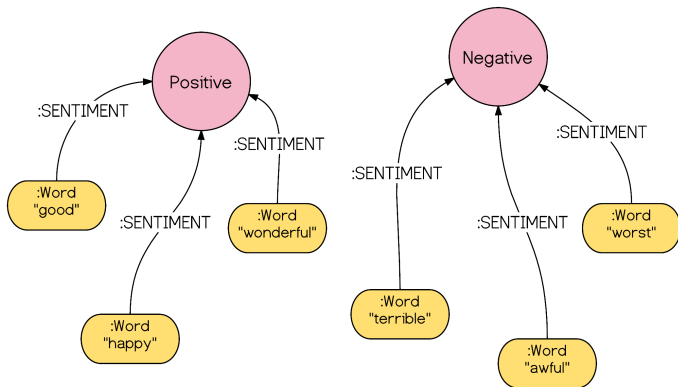 Positive
:SENTIMENT
:SENTIMENT
:SENTIMENT
:Word
"good"
:Word
"wonderful"
:Word
"happy"
Negative
:SENTIMENT
:SENTIMENT
:SENTIMENT
:Word
"worst"
:Word
"terrible"
:Word
"awful"